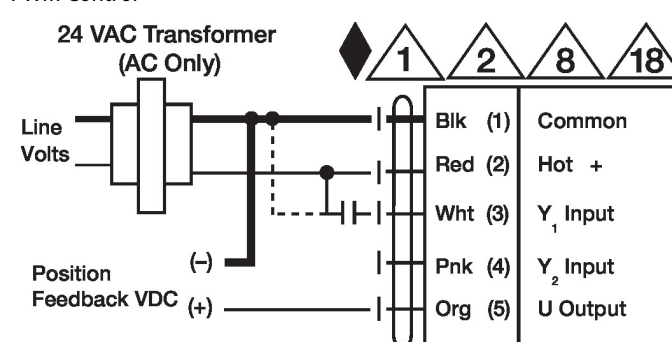 24 VAC Transformer
(AC Only)
1 2 8 18
Line
Volts
Blk (1) Common
Red (2) Hot +
Wht (3) Y1 Input
Pnk (4) Y2 Input
Org (5) U Output
Position
Feedback VDC
(–)
(+)